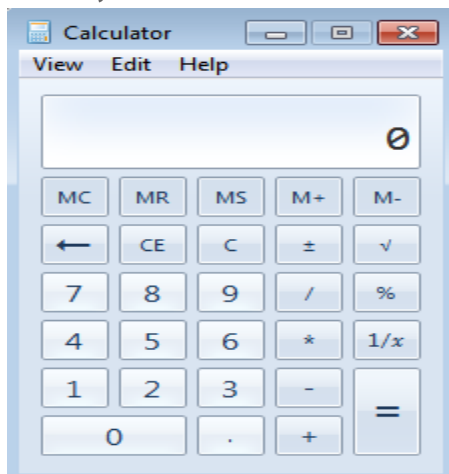 Calculator
View Edit Help
0
MC MR MS M+ M-
← CE C ± √
7 8 9 / %
4 5 6 * 1/x
1 2 3 -
=
0 . +